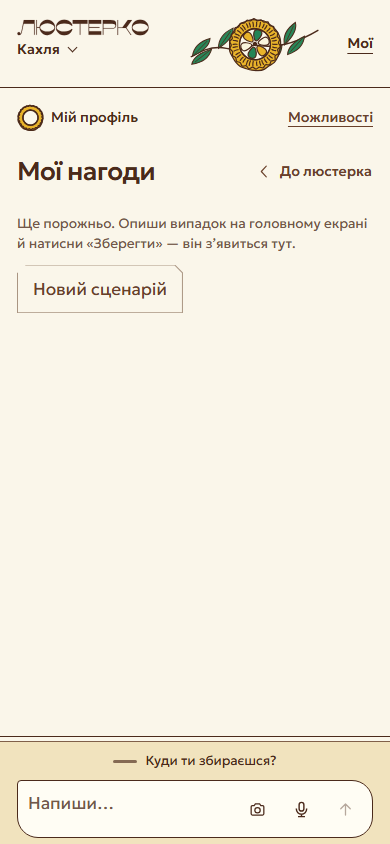 ЛЮСТЕРКО
Кахля
Мої
Мій профіль
Можливості
Мої нагоди
До люстерка
Ще порожньо. Опиши випадок на головному екрані
й натисни «Зберегти» — він з’явиться тут.
Новий сценарій
Куди ти збираєшся?
Напиши...